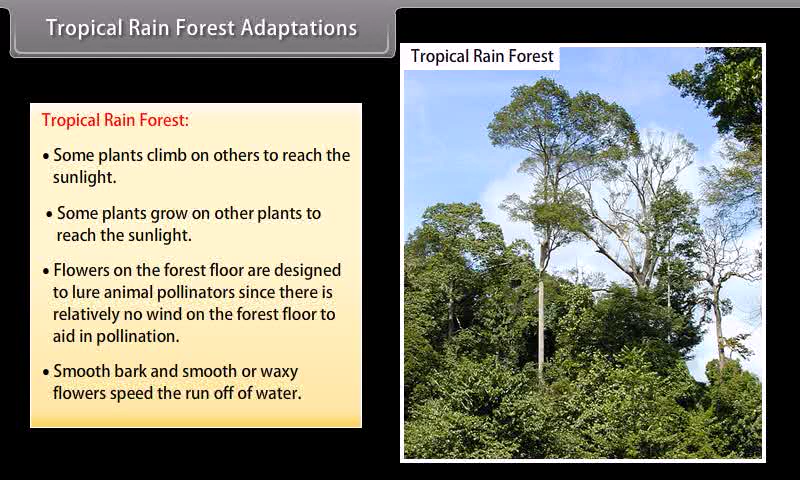 Tropical Rain Forest Adaptations
Tropical Rain Forest
Tropical Rain Forest:
• Some plants climb on others to reach the
sunlight.
• Some plants grow on other plants to
reach the sunlight.
• Flowers on the forest floor are designed
to lure animal pollinators since there is
relatively no wind on the forest floor to
aid in pollination.
• Smooth bark and smooth or waxy
flowers speed the run off of water.